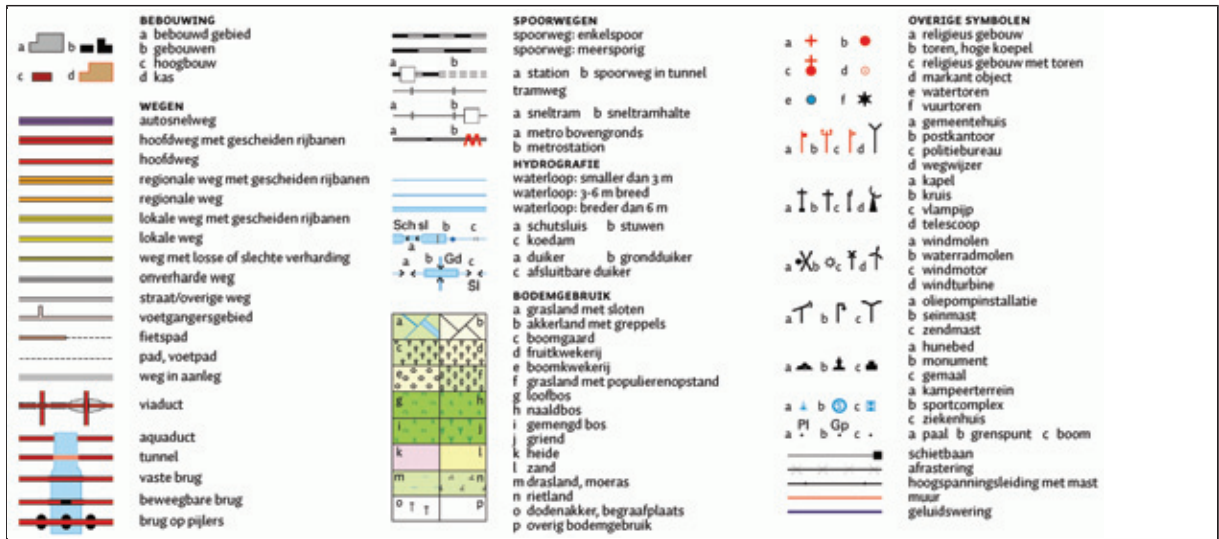 BEBOUWING
a bebouwd gebied
a b
b gebouwen
c hoogbouw
c d
d kas
WEGEN
autosnelweg
hoofdweg met gescheiden rijbanen
hoofdweg
regionale weg met gescheiden rijbanen
regionale weg
lokale weg met gescheiden rijbanen
lokale weg
weg met losse of slechte verharding
onverharde weg
straat/overige weg
voetgangersgebied
fietspad
pad, voetpad
weg in aanleg
viaduct
aquaduct
tunnel
vaste brug
beweegbare brug
brug op pijlers
SPOORWEGEN
spoorweg: enkelspoor
spoorweg: meersporig
a b
a station b spoorweg in tunnel
tramweg
a b
a sneltram b sneltramhalte
a b
a metro bovengronds
b metrostation
HYDROGRAFIE
waterloop: smaller dan 3 m
waterloop: 3-6 m breed
waterloop: breder dan 6 m
Sch sl b c
a
a schutsluis b stuwen
c koedam
a b Gd c
Sl
a duiker b grondduiker
c afsluitbare duiker
BODEMGEBRUIK
a b
c d
e f
g h
i j
k l
m n
o p
a grasland met sloten
b akkerland met greppels
c boomgaard
d fruitkwekerij
e boomkwekerij
f grasland met populierenopstand
g loofbos
h naaldbos
i gemengd bos
j griend
k heide
l zand
m drasland, moeras
n rietland
o dodenakker, begraafplaats
p overig bodemgebruik
OVERIGE SYMBOLEN
a b
c d
e f
a religieus gebouw
b toren, hoge koepel
c religieus gebouw met toren
d markant object
e watertoren
f vuurtoren
a b c d
a gemeentehuis
b postkantoor
c politiebureau
d wegwijzer
a b c d
a kapel
b kruis
c vlampijp
d telescoop
a b c d
a windmolen
b waterradmolen
c windmotor
d windturbine
a b c
a oliepompinstallatie
b seinmast
c zendmast
a b c
a hunebed
b monument
c gemaal
a b c
a kampeerterrein
b sportcomplex
c ziekenhuis
Pl Gp
a b c
a paal b grenspunt c boom
schietbaan
afrastering
hoogspanningsleiding met mast
muur
geluidswering